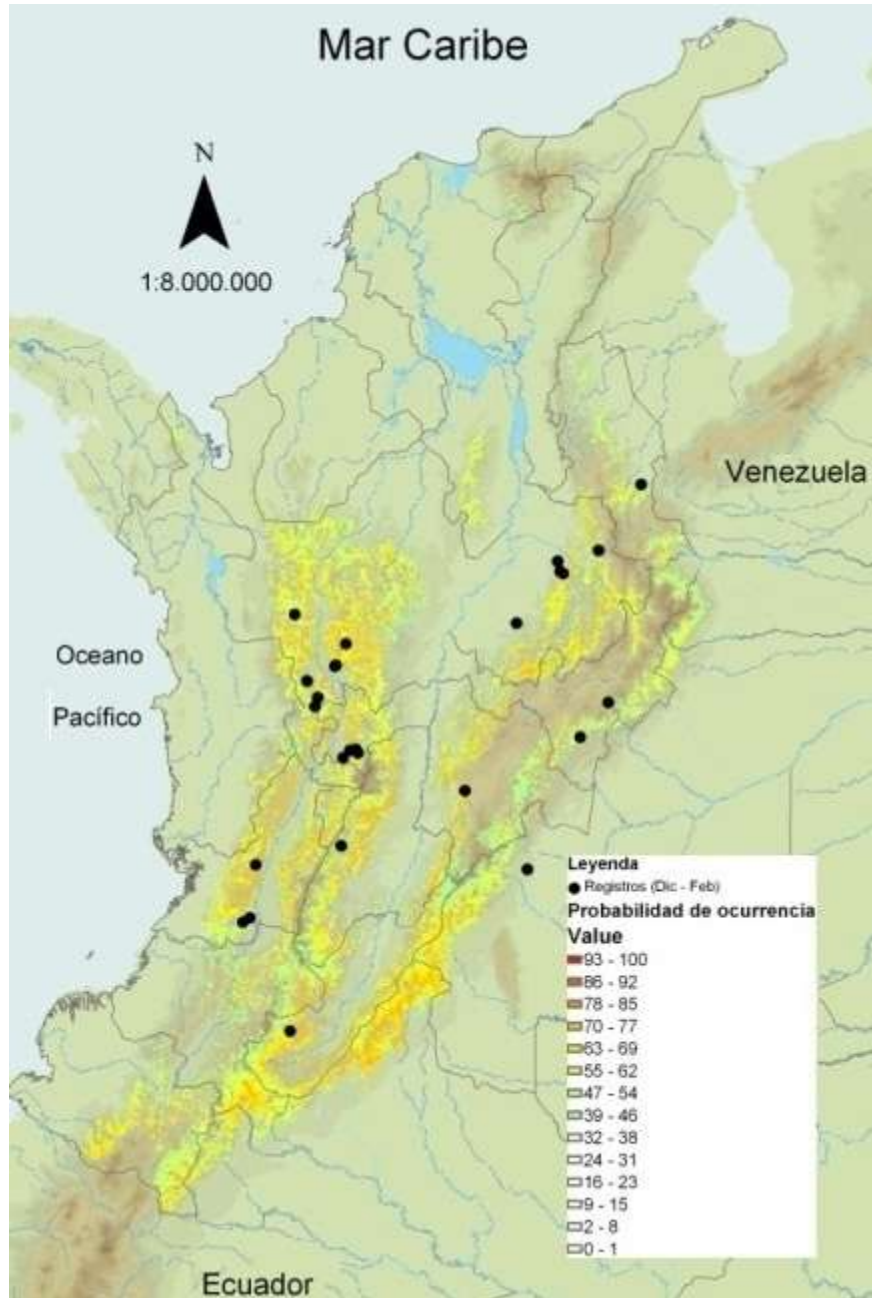 Mar Caribe
N
1:8.000.000
Venezuela
Oceano
Pacífico
Leyenda
Registros (Dic - Feb)
Probabilidad de ocurrencia
Value
93 - 100
86 - 92
78 - 85
70 - 77
63 - 69
55 - 62
47 - 54
39 - 46
32 - 38
24 - 31
16 - 23
9 - 15
2 - 8
0 - 1
Ecuador